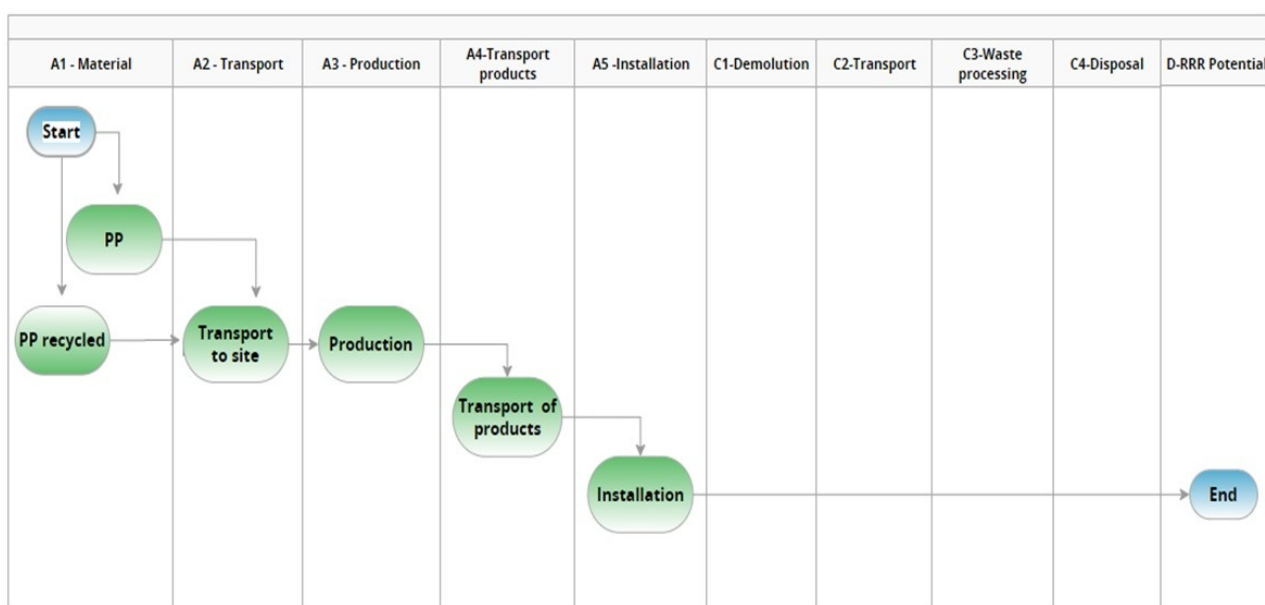 A1 - Material
A2 - Transport
A3 - Production
A4-Transport
products
A5 -Installation
C1-Demolution
C2-Transport
C3-Waste
processing
C4-Disposal
D-RRR Potential
Start
PP
PP recycled
Transport
to site
Production
Transport of
products
Installation
End